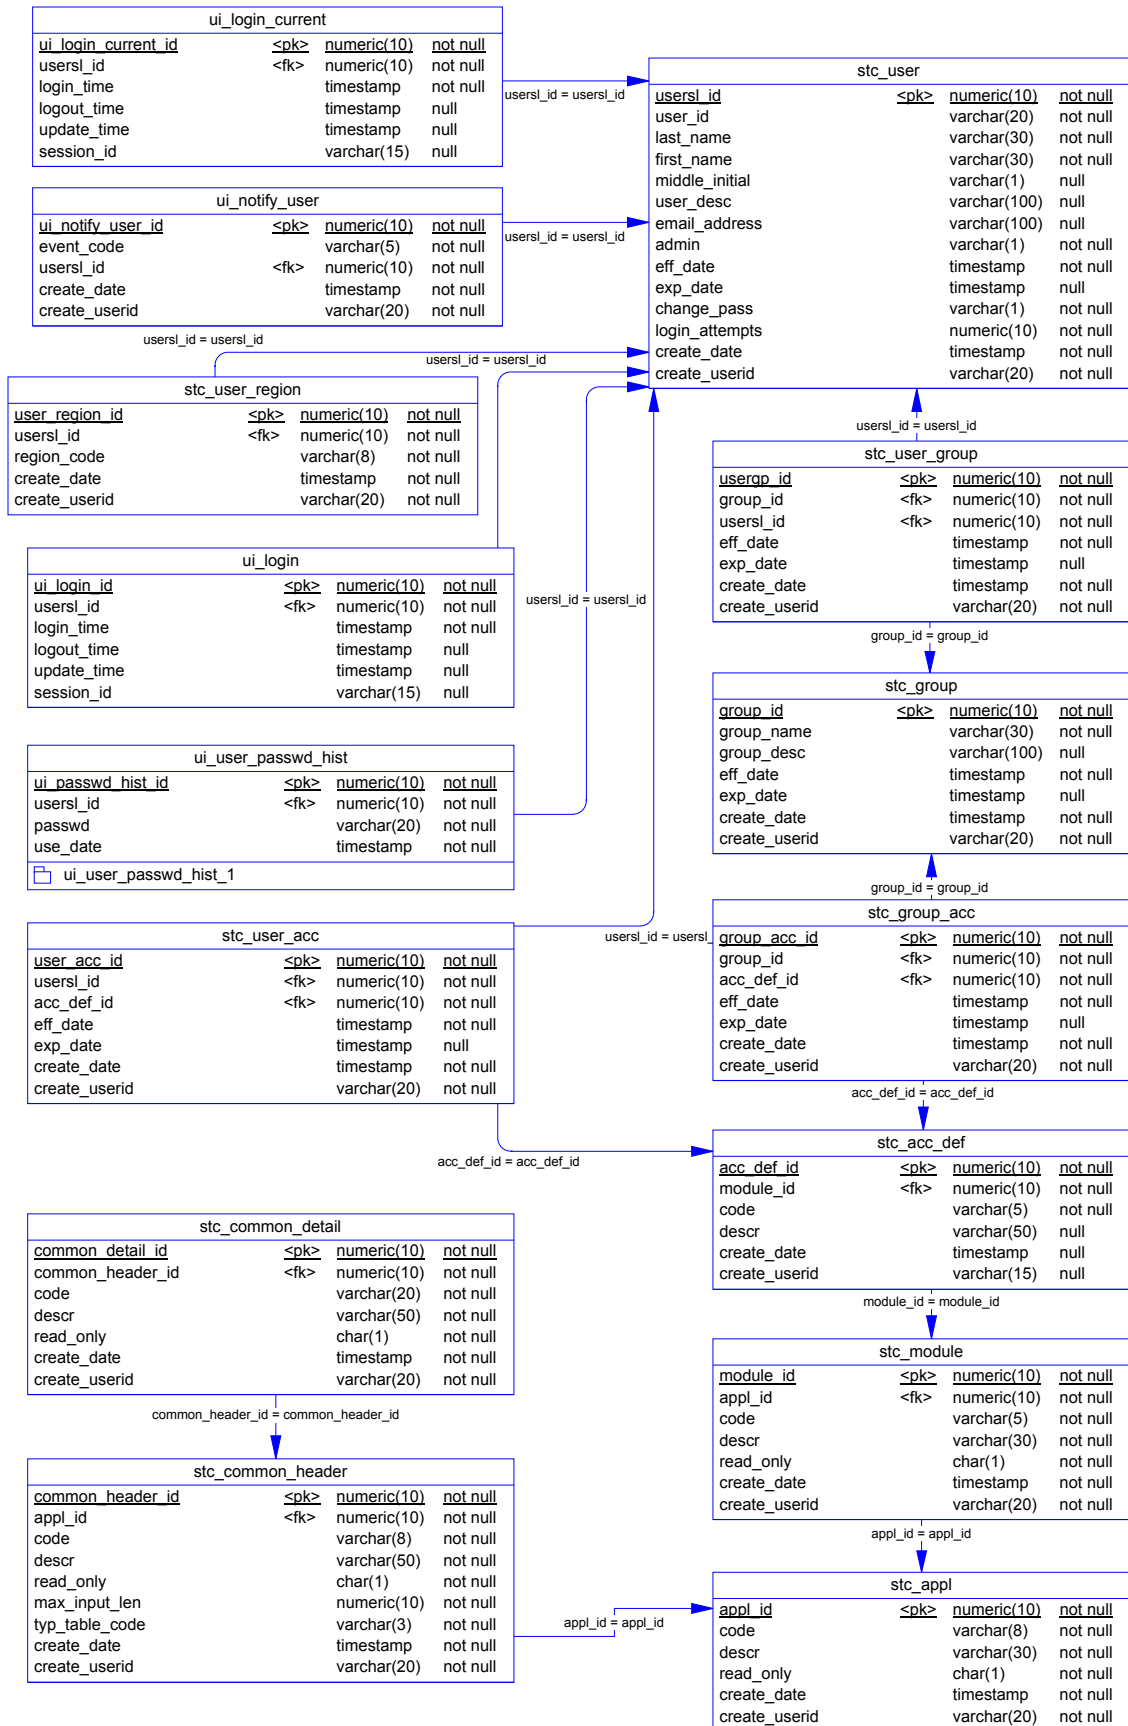 ui_login_current
ui_login_current_id <pk> numeric(10) not null
usersl_id <fk> numeric(10) not null
login_time timestamp not null
logout_time timestamp null
update_time timestamp null
session_id varchar(15) null
usersl_id = usersl_id
stc_user
usersl_id <pk> numeric(10) not null
user_id varchar(20) not null
last_name varchar(30) not null
first_name varchar(30) not null
middle_initial varchar(1) null
user_desc varchar(100) null
email_address varchar(100) null
admin varchar(1) not null
eff_date timestamp not null
exp_date timestamp null
change_pass varchar(1) not null
login_attempts numeric(10) not null
create_date timestamp not null
create_userid varchar(20) not null
ui_notify_user
ui_notify_user_id <pk> numeric(10) not null
event_code varchar(5) not null
usersl_id <fk> numeric(10) not null
create_date timestamp not null
create_userid varchar(20) not null
usersl_id = usersl_id
usersl_id = usersl_id
usersl_id = usersl_id
stc_user_region
user_region_id <pk> numeric(10) not null
usersl_id <fk> numeric(10) not null
region_code varchar(8) not null
create_date timestamp not null
create_userid varchar(20) not null
usersl_id = usersl_id
stc_user_group
usergp_id <pk> numeric(10) not null
group_id <fk> numeric(10) not null
usersl_id <fk> numeric(10) not null
eff_date timestamp not null
exp_date timestamp null
create_date timestamp not null
create_userid varchar(20) not null
ui_login
ui_login_id <pk> numeric(10) not null
usersl_id <fk> numeric(10) not null
login_time timestamp not null
logout_time timestamp null
update_time timestamp null
session_id varchar(15) null
usersl_id = usersl_id
group_id = group_id
stc_group
group_id <pk> numeric(10) not null
group_name varchar(30) not null
group_desc varchar(100) null
eff_date timestamp not null
exp_date timestamp null
create_date timestamp not null
create_userid varchar(20) not null
ui_user_passwd_hist
ui_passwd_hist_id <pk> numeric(10) not null
usersl_id <fk> numeric(10) not null
passwd varchar(20) not null
use_date timestamp not null
ui_user_passwd_hist_1
group_id = group_id
stc_group_acc
group_acc_id <pk> numeric(10) not null
group_id <fk> numeric(10) not null
acc_def_id <fk> numeric(10) not null
eff_date timestamp not null
exp_date timestamp null
create_date timestamp not null
create_userid varchar(20) not null
usersl_id = usersl_
stc_user_acc
user_acc_id <pk> numeric(10) not null
usersl_id <fk> numeric(10) not null
acc_def_id <fk> numeric(10) not null
eff_date timestamp not null
exp_date timestamp null
create_date timestamp not null
create_userid varchar(20) not null
acc_def_id = acc_def_id
acc_def_id = acc_def_id
stc_acc_def
acc_def_id <pk> numeric(10) not null
module_id <fk> numeric(10) not null
code varchar(5) not null
descr varchar(50) null
create_date timestamp null
create_userid varchar(15) null
stc_common_detail
common_detail_id <pk> numeric(10) not null
common_header_id <fk> numeric(10) not null
code varchar(20) not null
descr varchar(50) not null
read_only char(1) not null
create_date timestamp not null
create_userid varchar(20) not null
module_id = module_id
stc_module
module_id <pk> numeric(10) not null
appl_id <fk> numeric(10) not null
code varchar(5) not null
descr varchar(30) not null
read_only char(1) not null
create_date timestamp not null
create_userid varchar(20) not null
common_header_id = common_header_id
stc_common_header
common_header_id <pk> numeric(10) not null
appl_id <fk> numeric(10) not null
code varchar(8) not null
descr varchar(50) not null
read_only char(1) not null
max_input_len numeric(10) not null
typ_table_code varchar(3) not null
create_date timestamp not null
create_userid varchar(20) not null
appl_id = appl_id
appl_id = appl_id
stc_appl
appl_id <pk> numeric(10) not null
code varchar(8) not null
descr varchar(30) not null
read_only char(1) not null
create_date timestamp not null
create_userid varchar(20) not null